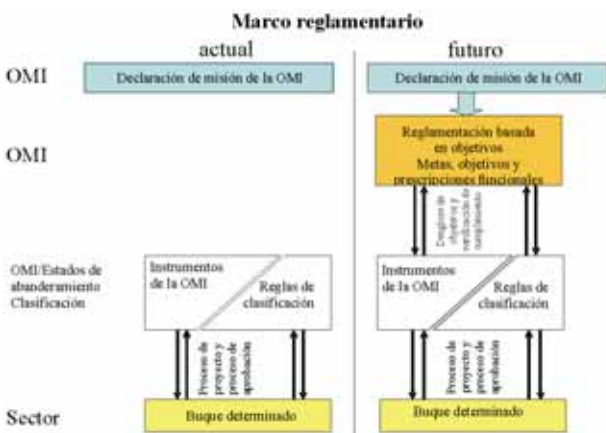 Marco reglamentario
actual
futuro
OMI
Declaración de misión de la OMI
Declaración de misión de la OMI
OMI
Reglamentación basada
en objetivos
Metas, objetivos y
prescripciones funcionales
Desglose de
objetivos y
verificación de
cumplimiento
OMI/Estados de
abanderamiento
Clasificación
Instrumentos
de la OMI
Reglas de
clasificación
Instrumentos
de la OMI
Reglas de
clasificación
Proceso de
proyecto y
proceso de
aprobación
Proceso de
proyecto y
proceso de
aprobación
Sector
Buque determinado
Buque determinado